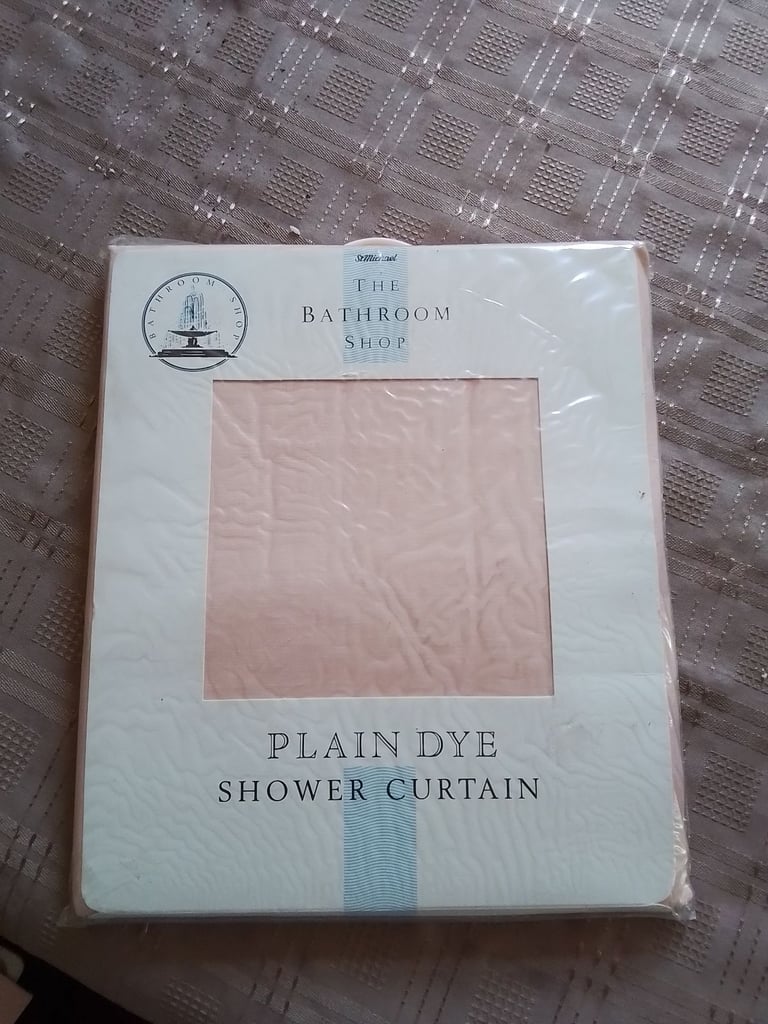 St Michael
THE
BATHROOM
SHOP
BATHROOM SHOP
PLAIN DYE
SHOWER CURTAIN